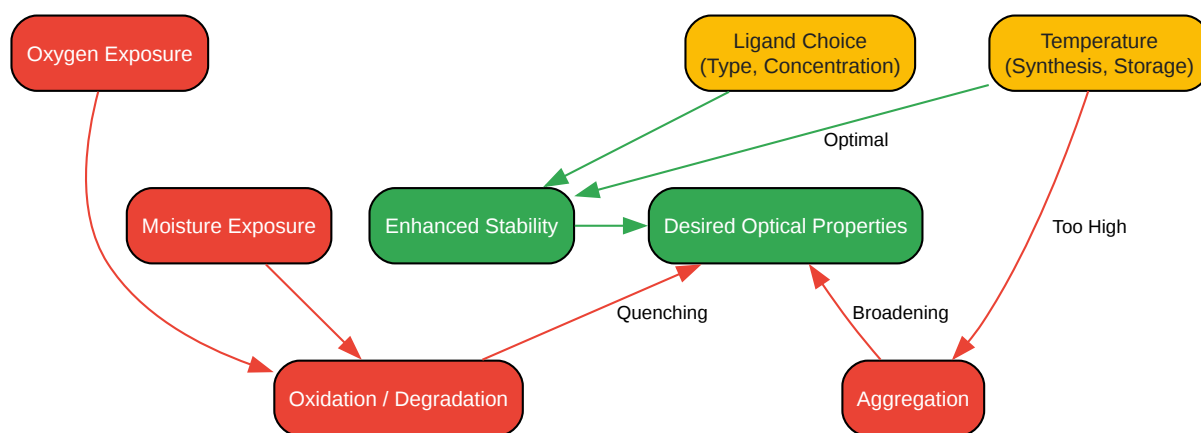 Oxygen Exposure
Ligand Choice
(Type, Concentration)
Temperature
(Synthesis, Storage)
Optimal
Moisture Exposure
Enhanced Stability
Desired Optical Properties
Too High
Quenching
Broadening
Oxidation / Degradation
Aggregation